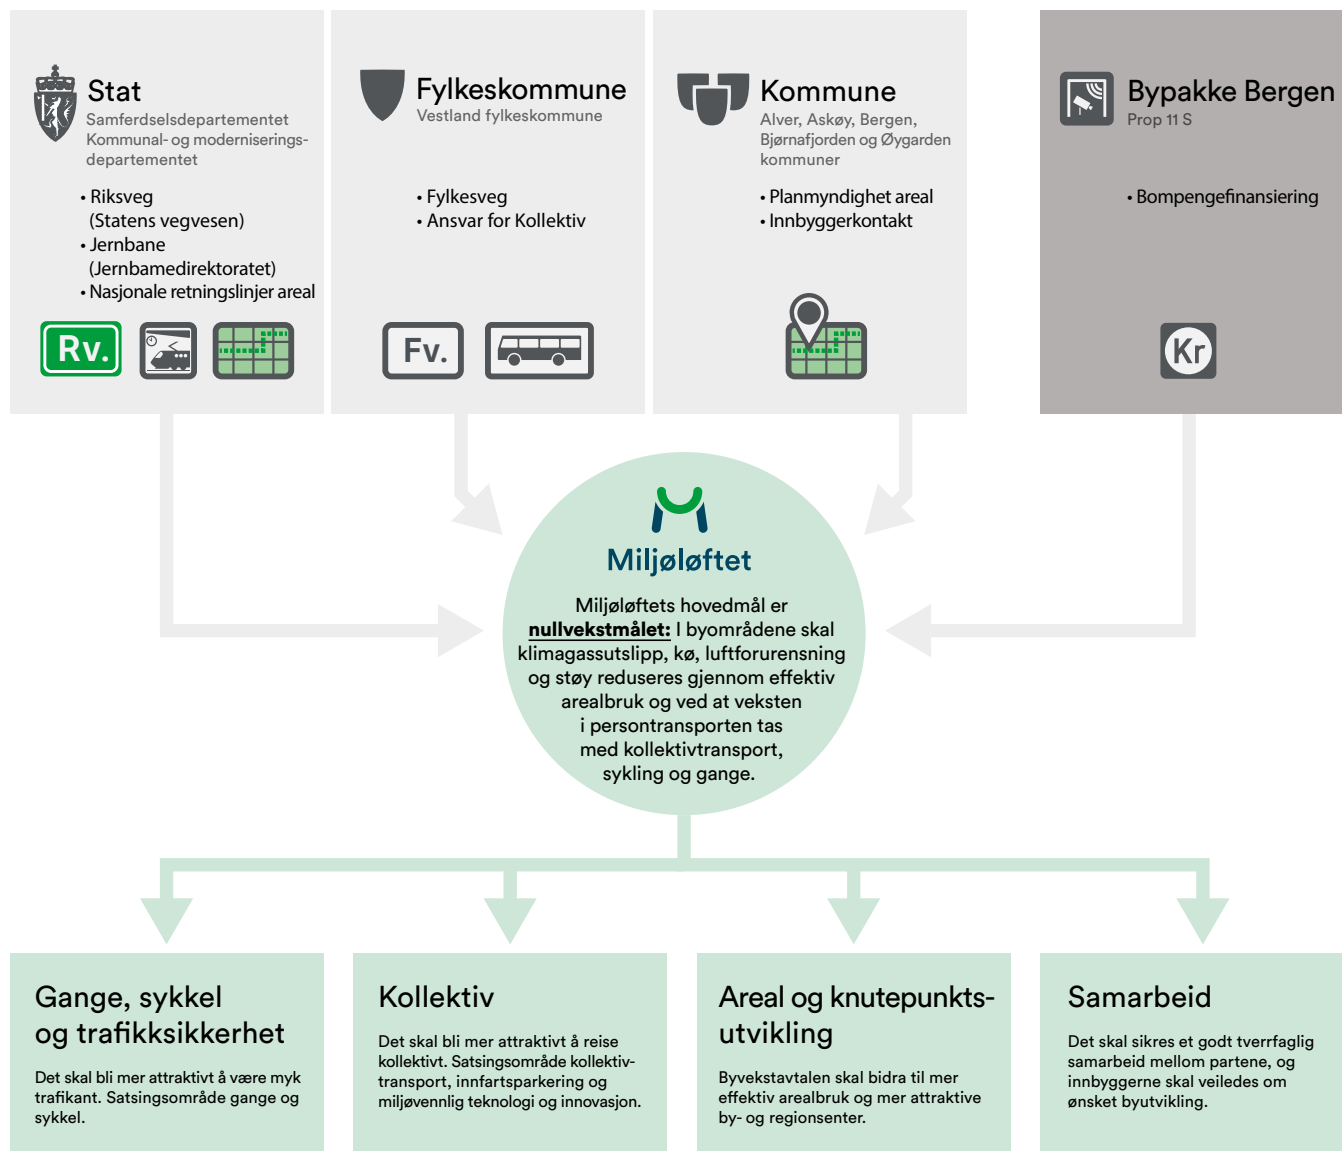 Stat
Samferdselsdepartementet
Kommunal- og moderniserings-
departementet
• Riksveg
(Statens vegvesen)
• Jernbane
(Jernbamedirektoratet)
• Nasjonale retningslinjer areal
Rv.
Fylkeskommune
Vestland fylkeskommune
• Fylkesveg
• Ansvar for Kollektiv
Fv.
Kommune
Alver, Askøy, Bergen,
Bjørnafjorden og Øygarden
kommuner
• Planmyndighet areal
• Innbyggerkontakt
Bypakke Bergen
Prop 11 S
• Bompengefinansiering
Kr
Miljøløftet
Miljøløftets hovedmål er
nullvekstmålet: I byområdene skal
klimagassutslipp, kø, luftforurensning
og støy reduseres gjennom effektiv
arealbruk og ved at veksten
i persontransporten tas
med kollektivtransport,
sykling og gange.
Gange, sykkel
og trafikksikkerhet
Det skal bli mer attraktivt å være myk
trafikant. Satsingsområde gange og
sykkel.
Kollektiv
Det skal bli mer attraktivt å reise
kollektivt. Satsingsområde kollektiv-
transport, innfartsparkering og
miljøvennlig teknologi og innovasjon.
Areal og knutepunkts-
utvikling
Byvekstavtalen skal bidra til mer
effektiv arealbruk og mer attraktive
by- og regionsenter.
Samarbeid
Det skal sikres et godt tverrfaglig
samarbeid mellom partene, og
innbyggerne skal veiledes om
ønsket byutvikling.